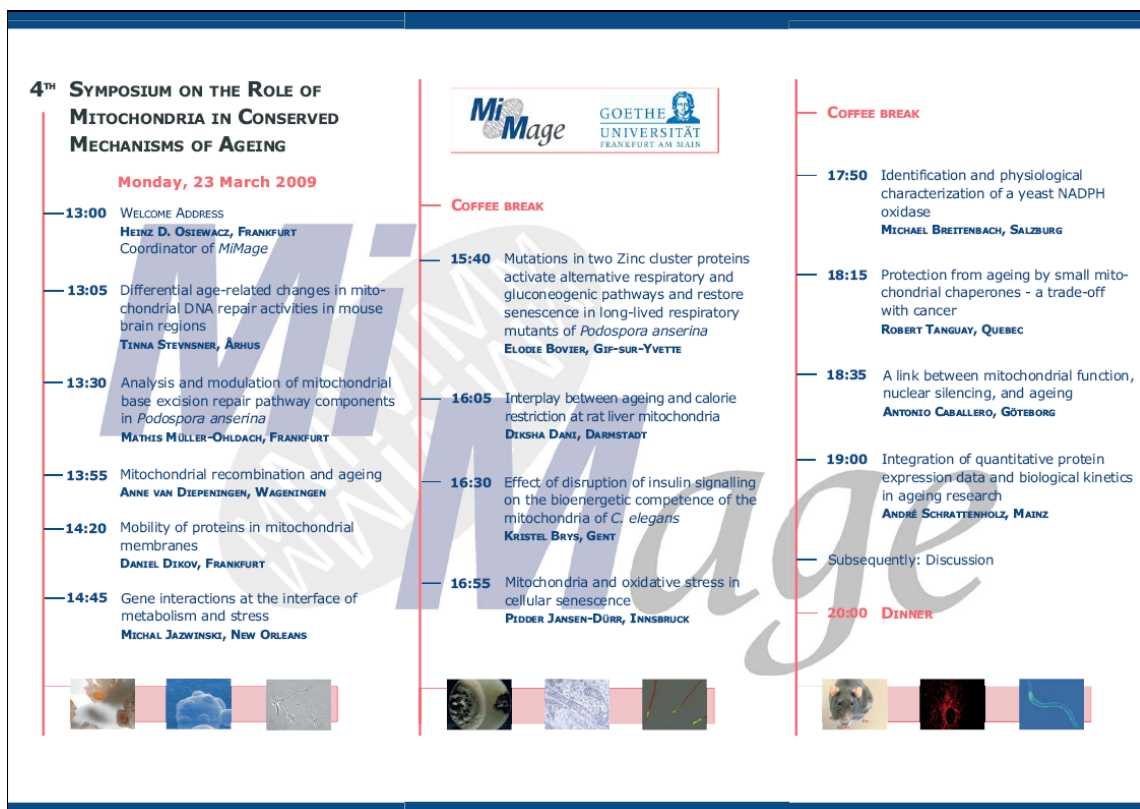 4TH SYMPOSIUM ON THE ROLE OF
MITOCHONDRIA IN CONSERVED
MECHANISMS OF AGEING
Monday, 23 March 2009
13:00 WELCOME ADDRESS
HEINZ D. OSIEWACZ, FRANKFURT
Coordinator of MiMage
13:05 Differential age-related changes in mito-
chondrial DNA repair activities in mouse
brain regions
TINNA STEVNSNER, ÅRHUS
13:30 Analysis and modulation of mitochondrial
base excision repair pathway components
in Podospora anserina
MATHIS MÜLLER-OHLDACH, FRANKFURT
13:55 Mitochondrial recombination and ageing
ANNE VAN DIEPENINGEN, WAGENINGEN
14:20 Mobility of proteins in mitochondrial
membranes
DANIEL DIKOV, FRANKFURT
14:45 Gene interactions at the interface of
metabolism and stress
MICHAL JAZWINSKI, NEW ORLEANS
MiMage
GOETHE
UNIVERSITÄT
FRANKFURT AM MAIN
COFFEE BREAK
15:40 Mutations in two Zinc cluster proteins
activate alternative respiratory and
gluconeogenic pathways and restore
senescence in long-lived respiratory
mutants of Podospora anserina
ELODIE BOVIER, GIF-SUR-YVETTE
16:05 Interplay between ageing and calorie
restriction at rat liver mitochondria
DIKSHA DANI, DARMSTADT
16:30 Effect of disruption of insulin signalling
on the bioenergetic competence of the
mitochondria of C. elegans
KRISTEL BRYS, GENT
16:55 Mitochondria and oxidative stress in
cellular senescence
PIDDER JANSEN-DÜRR, INNSBRUCK
COFFEE BREAK
17:50 Identification and physiological
characterization of a yeast NADPH
oxidase
MICHAEL BREITENBACH, SALZBURG
18:15 Protection from ageing by small mito-
chondrial chaperones - a trade-off
with cancer
ROBERT TANGUAY, QUEBEC
18:35 A link between mitochondrial function,
nuclear silencing, and ageing
ANTONIO CABALLERO, GÖTEBORG
19:00 Integration of quantitative protein
expression data and biological kinetics
in ageing research
ANDRÉ SCHRATTENHOLZ, MAINZ
Subsequently: Discussion
20:00 DINNER
MiMage